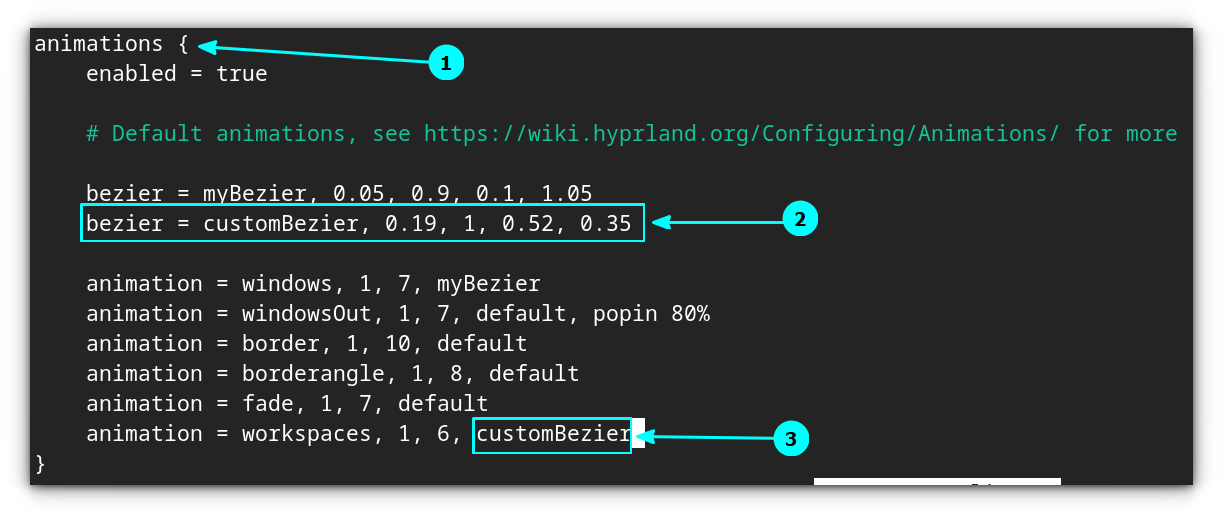 animations {
1
enabled = true
# Default animations, see https://wiki.hyprland.org/Configuring/Animations/ for more
bezier = myBezier, 0.05, 0.9, 0.1, 1.05
bezier = customBezier, 0.19, 1, 0.52, 0.35
2
animation = windows, 1, 7, myBezier
animation = windowsOut, 1, 7, default, popin 80%
animation = border, 1, 10, default
animation = borderangle, 1, 8, default
animation = fade, 1, 7, default
animation = workspaces, 1, 6, customBezier
3
}